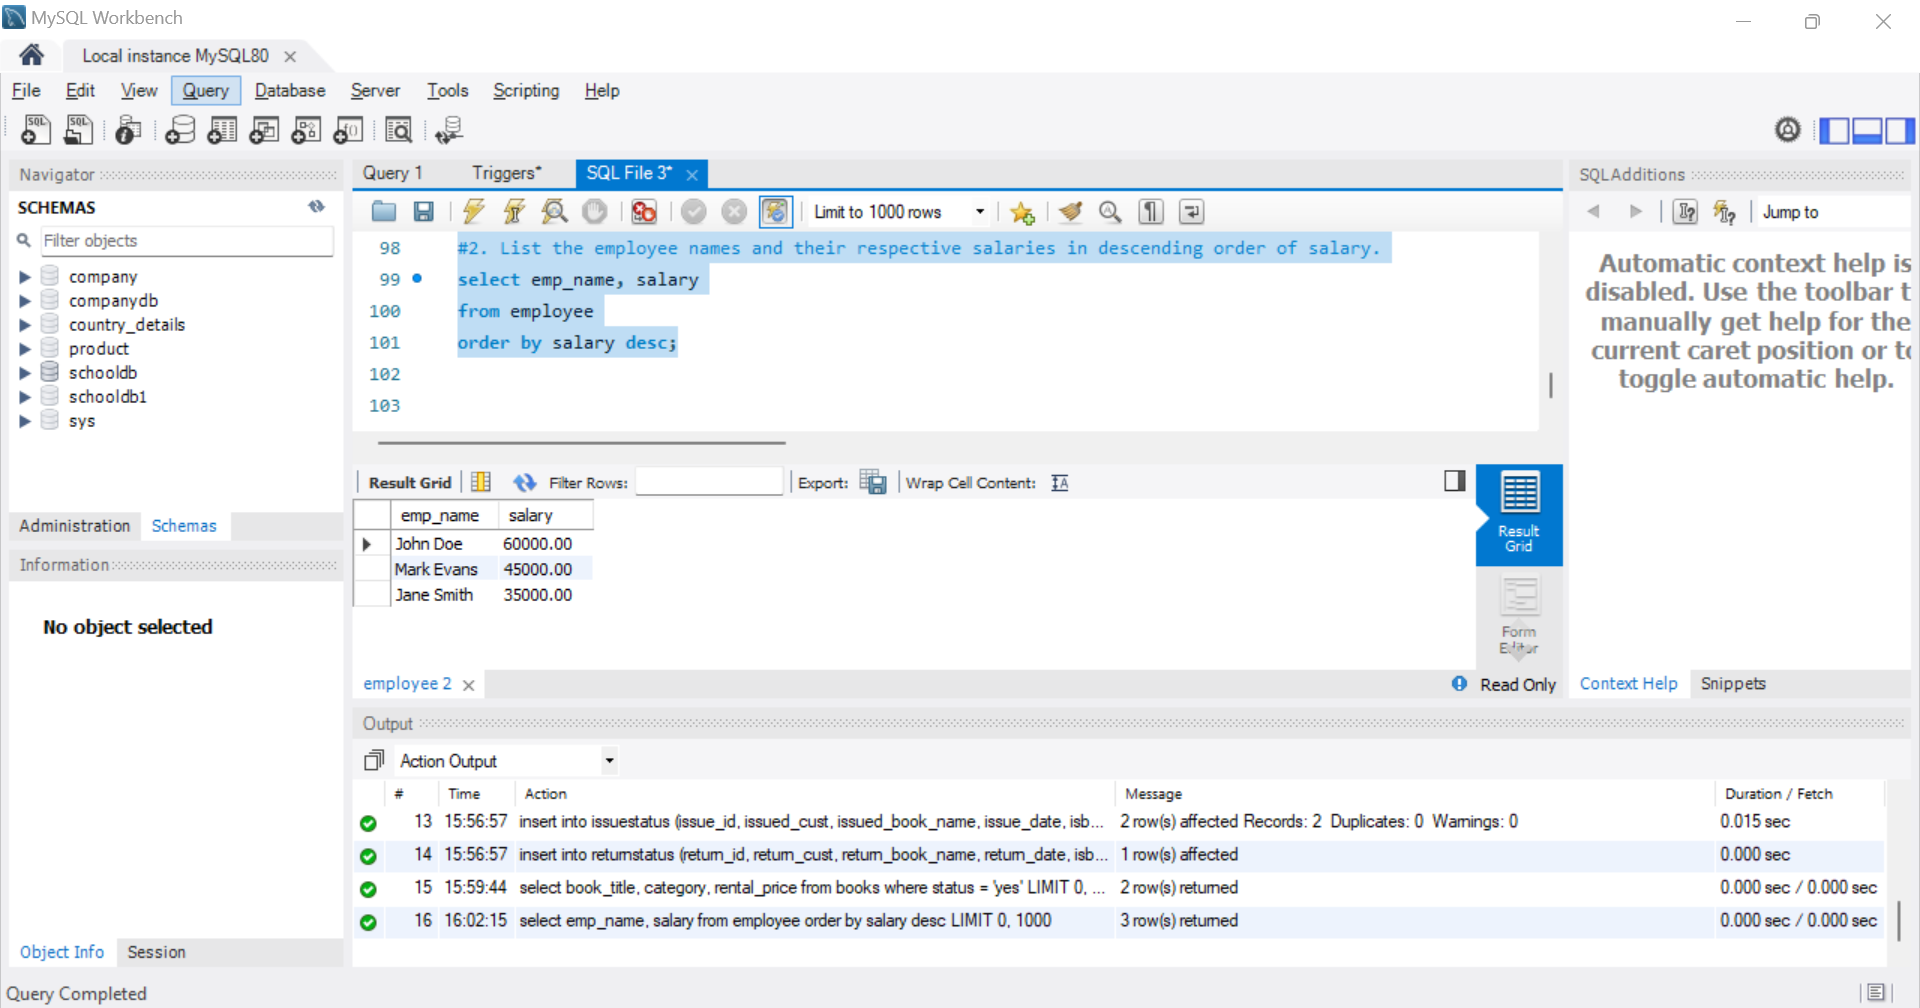 MySQL Workbench
Local instance MySQL80
File Edit View Query Database Server Tools Scripting Help
Navigator
SCHEMAS
Filter objects
company
companydb
country_details
product
schooldb
schooldb1
sys
Administration Schemas
Information
No object selected
Object Info Session
Query 1 Triggers* SQL File 3*
Limit to 1000 rows
98 #2. List the employee names and their respective salaries in descending order of salary.
99 select emp_name, salary
100 from employee
101 order by salary desc;
102
103
Result Grid Filter Rows: Export: Wrap Cell Content:
emp_name salary
John Doe 60000.00
Mark Evans 45000.00
Jane Smith 35000.00
Result
Grid
Form
Editor
employee 2 Read Only
SQLAdditions
Jump to
Automatic context help is
disabled. Use the toolbar t
manually get help for the
current caret position or to
toggle automatic help.
Context Help Snippets
Output
Action Output
# Time Action Message Duration / Fetch
13 15:56:57 insert into issuestatus (issue_id, issued_cust, issued_book_name, issue_date, isb... 2 row(s) affected Records: 2 Duplicates: 0 Warnings: 0 0.015 sec
14 15:56:57 insert into returnstatus (return_id, return_cust, return_book_name, return_date, isb... 1 row(s) affected 0.000 sec
15 15:59:44 select book_title, category, rental_price from books where status = 'yes' LIMIT 0, ... 2 row(s) returned 0.000 sec / 0.000 sec
16 16:02:15 select emp_name, salary from employee order by salary desc LIMIT 0, 1000 3 row(s) returned 0.000 sec / 0.000 sec
Query Completed